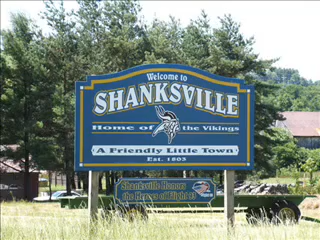 Welcome to
SHANKSVILLE
Home of the Vikings
A Friendly Little Town
Est. 1803
Shanksville Honors
the Heroes of Flight 93